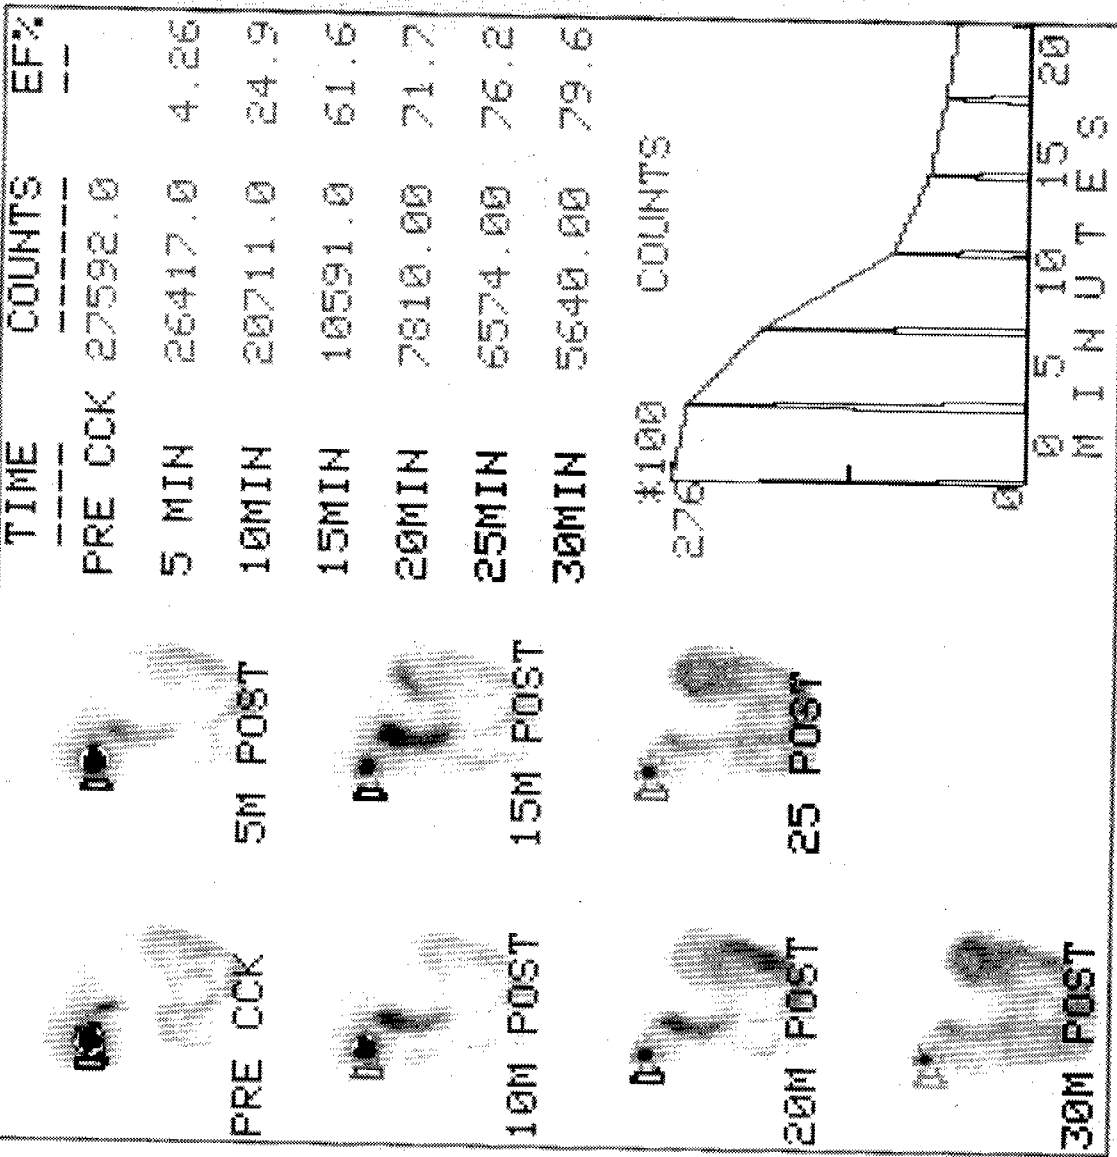 TIME COUNTS EF%
---- ------ --
PRE CCK 27592.0
5 MIN 26417.0 4.26
10MIN 20711.0 24.9
15MIN 10591.0 61.6
20MIN 7810.00 71.7
25MIN 6574.00 76.2
30MIN 5640.00 79.6
*100 COUNTS
276
0
0 5 10 15 20
M I N U T E S
PRE CCK
5M POST
10M POST
15M POST
20M POST
25 POST
30M POST